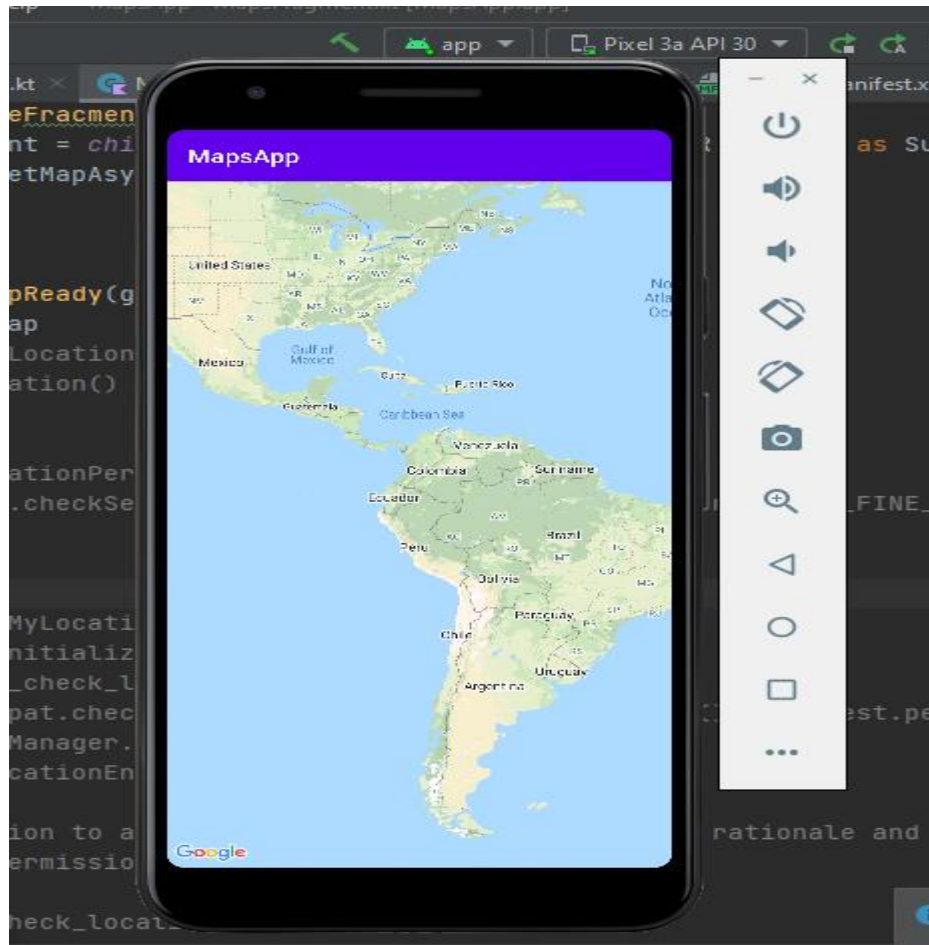 app Pixel 3a API 30
.kt anifest.x
eFracmen
nt = chi as Su
etMapAsy
MapsApp
pReady(g
ap
Location
ation()
ationPer
.checkSe _FINE_
MyLocati
nitializ
_check_l
pat.chec est.pe
Manager.
cationEn
ion to a rationale and
ermissio
heck_locat
United States
Gulf of
Mexico
Mexico
Cuba
Puerto Rico
Guatemala
Caribbean Sea
Venezuela
Colombia
Suriname
Ecuador
Brazil
Peru
Bolivia
Paraguay
Chile
Uruguay
Argentina
Google